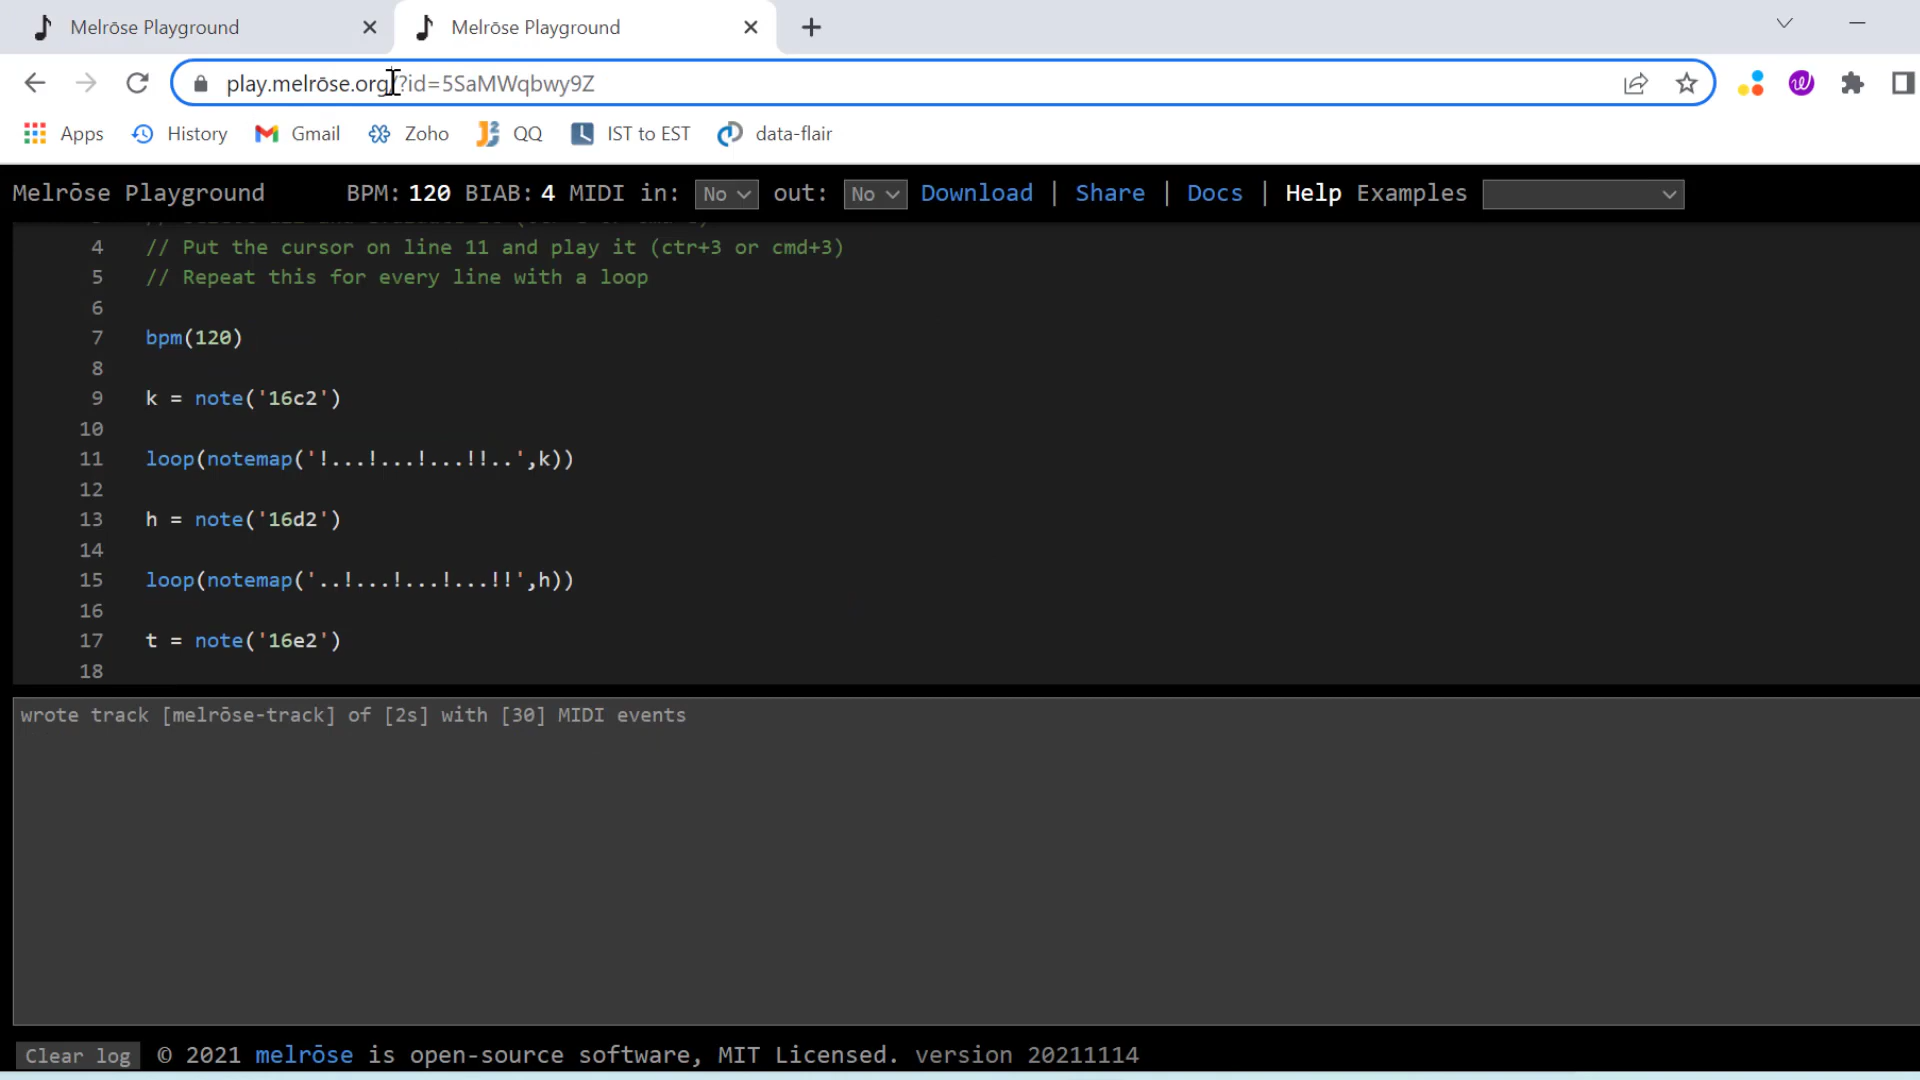 Melrōse Playground
Melrōse Playground
play.melrōse.org/?id=5SaMWqbwy9Z
Apps History Gmail Zoho QQ IST to EST data-flair
Melrōse Playground BPM: 120 BIAB: 4 MIDI in: No out: No Download | Share | Docs | Help Examples
4 // Put the cursor on line 11 and play it (ctr+3 or cmd+3)
5 // Repeat this for every line with a loop
6
7 bpm(120)
8
9 k = note('16c2')
10
11 loop(notemap('!...!...!...!!..',k))
12
13 h = note('16d2')
14
15 loop(notemap('..!...!...!...!!',h))
16
17 t = note('16e2')
18
wrote track [melrōse-track] of [2s] with [30] MIDI events
Clear log © 2021 melrōse is open-source software, MIT Licensed. version 20211114